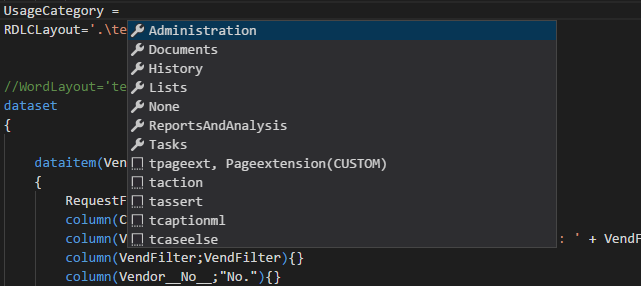 UsageCategory =
RDLCLayout='.\te
Administration
Documents
History
Lists
None
ReportsAndAnalysis
Tasks
tpageext, Pageextension(CUSTOM)
taction
tassert
tcaptionml
tcaseelse
//WordLayout='te
dataset
{
dataitem(Ven
{
RequestF
column(C
column(V : ' + VendF
column(VendFilter;VendFilter){}
column(Vendor__No__;"No."){}